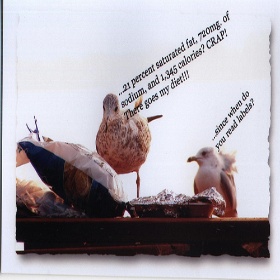 ...21 percent saturated fat, 720mg. of
sodium, and 1,345 calories? CRAP!
There goes my diet!!!
...since when do
you read labels?